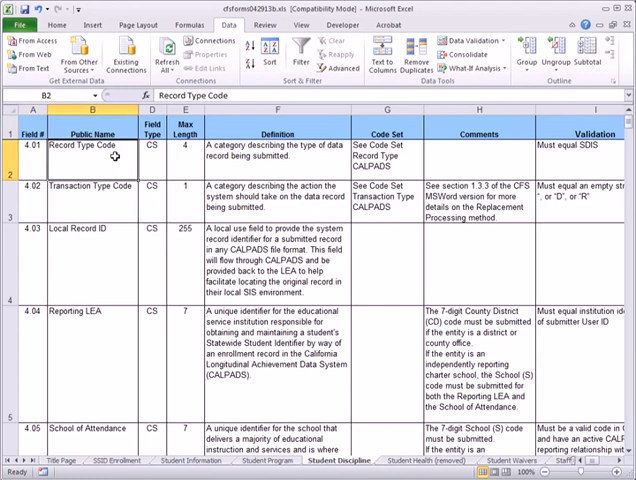 cfsforms042913b.xls [Compatibility Mode] - Microsoft Excel
File Home Insert Page Layout Formulas Data Review View Acrobat
From Access
From Web
From Text
From Other Sources
Existing Connections
Get External Data
Refresh All
Connections
Properties
Edit Links
Connections
Sort
Filter
Clear
Reapply
Advanced
Sort & Filter
Text to Columns
Remove Duplicates
Data Validation
Consolidate
What-If Analysis
Data Tools
Group
Ungroup
Subtotal
Outline
B2
fx
Record Type Code
A B D E F G H I
1 Field # Public Name Field Type Max Length Definition Code Set Comments Validation
2
4.01 Record Type Code CS 4
A category describing the type of data
record being submitted.
See Code Set
Record Type
CALPADS
Must equal SDIS
3
4.02 Transaction Type Code CS 1
A category describing the action the
system should take on the data record
being submitted.
See Code Set
Transaction Type
CALPADS
See section 1.3.3 of the CFS
MSWord version for more
details on the Replacement
Processing method.
Must equal an empty str
", or "D", or "R"
4
4.03 Local Record ID CS 255
A local use field to provide the system
record identifier for a submitted record
in any CALPADS file format. This field
will flow through CALPADS and be
provided back to the LEA to help
facilitate locating the original record in
their local SIS environment.
5
4.04 Reporting LEA CS 7
A unique identifier for the educational
service institution responsible for
obtaining and maintaining a student's
Statewide Student Identifier by way of
an enrollment record in the California
Longitudinal Achievement Data System
(CALPADS).
The 7-digit County District
(CD) code must be submitted
if the entity is a district or
county office.
If the entity is an
independently reporting
charter school, the School (S)
code must be submitted for
both the Reporting LEA and
the School of Attendance.
Must equal institution ide
of submitter User ID
4.05 School of Attendance CS 7
A unique identifier for the school that
delivers a majority of educational
instruction and services and is where
The 7-digit School (S) code
must be submitted.
If the entity is an
Must be a valid code in C
and have an active CALP
reporting relationship with
Title Page SSID Enrollment Student Information Student Program Student Discipline Student Health (removed) Student Waivers Staff
Ready
100%